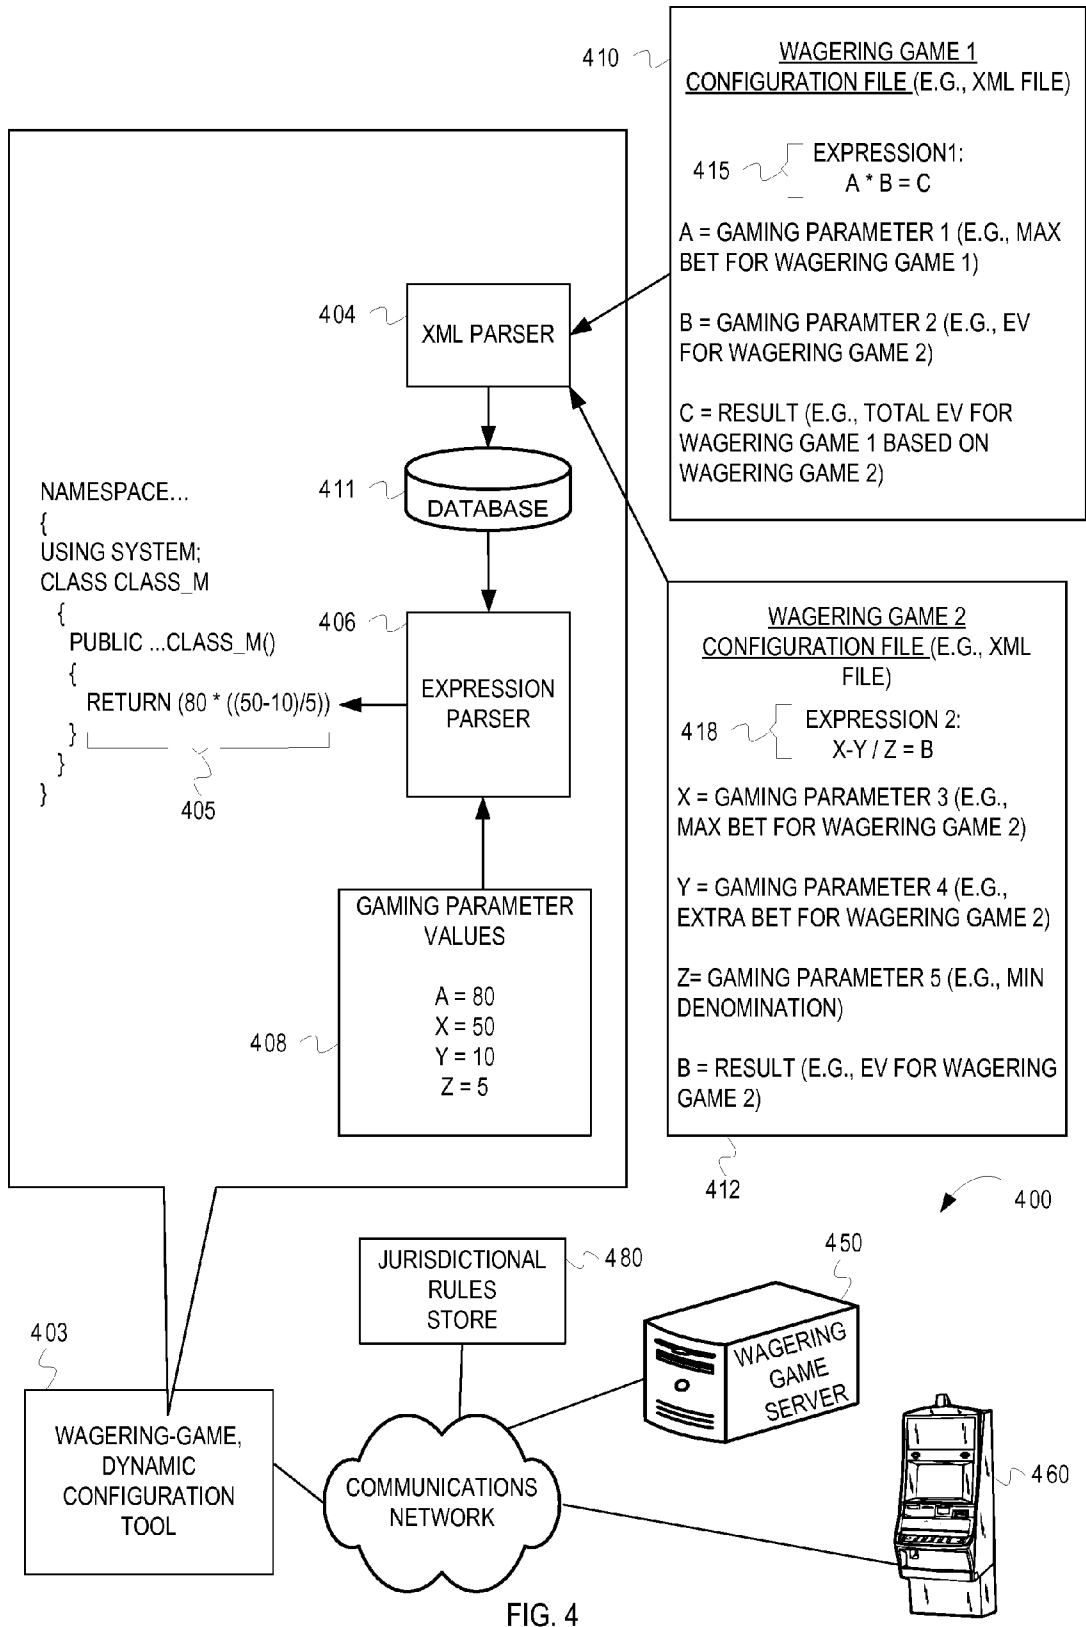 410
WAGERING GAME 1
CONFIGURATION FILE (E.G., XML FILE)
415
EXPRESSION1:
A * B = C
A = GAMING PARAMETER 1 (E.G., MAX
BET FOR WAGERING GAME 1)
B = GAMING PARAMTER 2 (E.G., EV
FOR WAGERING GAME 2)
C = RESULT (E.G., TOTAL EV FOR
WAGERING GAME 1 BASED ON
WAGERING GAME 2)
404
XML PARSER
411
DATABASE
NAMESPACE...
{
USING SYSTEM;
CLASS CLASS_M
{
PUBLIC ...CLASS_M()
{
RETURN (80 * ((50-10)/5))
}
}
}
405
406
EXPRESSION
PARSER
408
GAMING PARAMETER
VALUES
A = 80
X = 50
Y = 10
Z = 5
WAGERING GAME 2
CONFIGURATION FILE (E.G., XML
FILE)
418
EXPRESSION 2:
X-Y / Z = B
X = GAMING PARAMETER 3 (E.G.,
MAX BET FOR WAGERING GAME 2)
Y = GAMING PARAMETER 4 (E.G.,
EXTRA BET FOR WAGERING GAME 2)
Z= GAMING PARAMETER 5 (E.G., MIN
DENOMINATION)
B = RESULT (E.G., EV FOR WAGERING
GAME 2)
412
400
403
WAGERING-GAME,
DYNAMIC
CONFIGURATION
TOOL
JURISDICTIONAL
RULES
STORE
480
450
WAGERING
GAME
SERVER
COMMUNICATIONS
NETWORK
460
FIG. 4